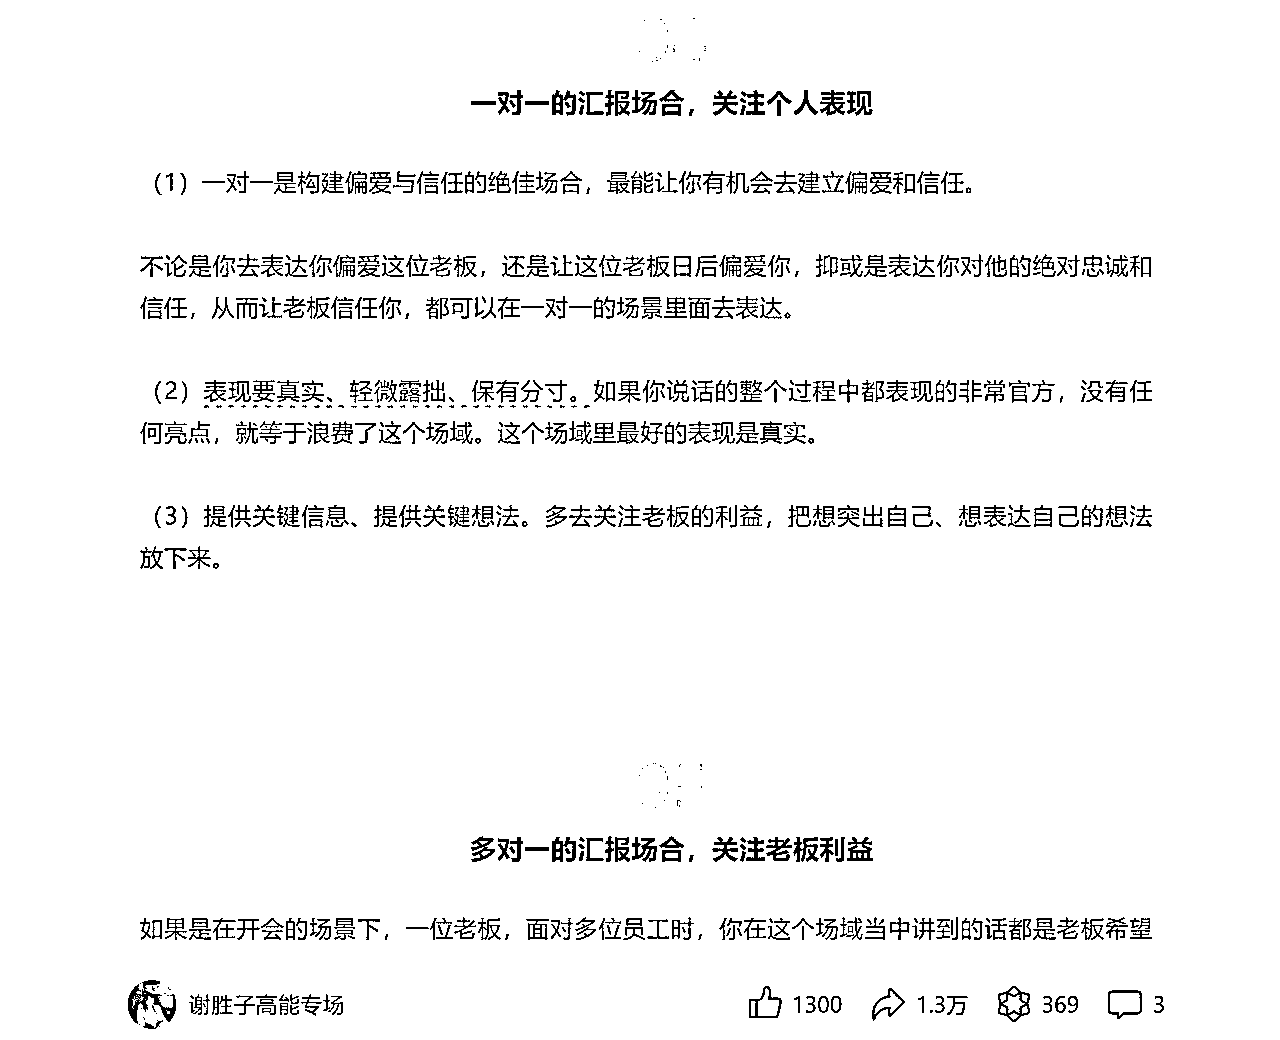 一对一的汇报场合，关注个人表现
（1）一对一是构建偏爱与信任的绝佳场合，最能让你有机会去建立偏爱和信任。
不论是你去表达你偏爱这位老板，还是让这位老板日后偏爱你，抑或是表达你对他的绝对忠诚和
信任，从而让老板信任你，都可以在一对一的场景里面去表达。
（2）表现要真实、轻微露拙、保有分寸。如果你说话的整个过程中都表现的非常官方，没有任
何亮点，就等于浪费了这个场域。这个场域里最好的表现是真实。
（3）提供关键信息、提供关键想法。多去关注老板的利益，把想突出自己、想表达自己的想法
放下来。
多对一的汇报场合，关注老板利益
如果是在开会的场景下，一位老板，面对多位员工时，你在这个场域当中讲到的话都是老板希望
谢胜子高能专场 1300 1.3万 369 3